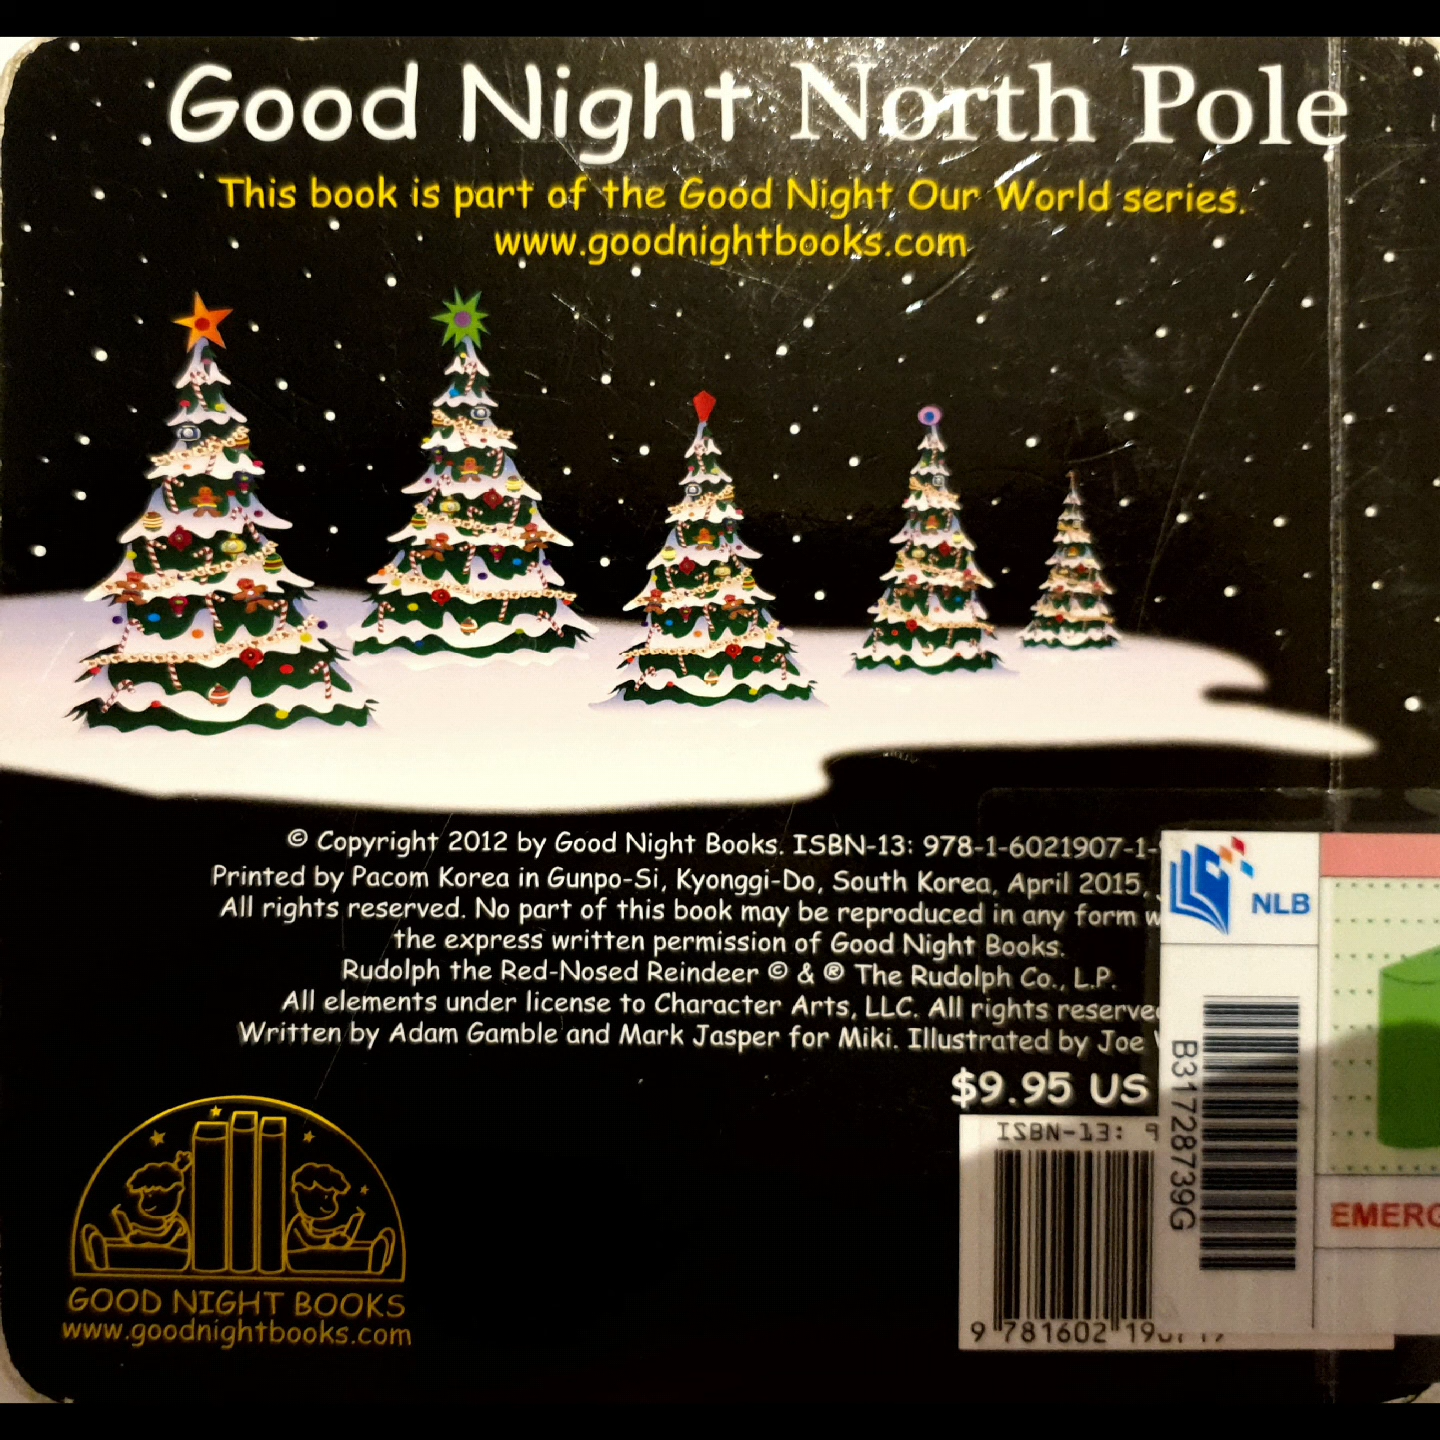 Good Night North Pole
This book is part of the Good Night Our World series.
www.goodnightbooks.com
© Copyright 2012 by Good Night Books. ISBN-13: 978-1-6021907-1-
Printed by Pacom Korea in Gunpo-Si, Kyonggi-Do, South Korea, April 2015,
All rights reserved. No part of this book may be reproduced in any form w
the express written permission of Good Night Books.
Rudolph the Red-Nosed Reindeer © & ® The Rudolph Co., L.P.
All elements under license to Character Arts, LLC. All rights reserve
Written by Adam Gamble and Mark Jasper for Miki. Illustrated by Joe
$9.95 US
ISBN-13: 9
9 781602 190719
NLB
B31728739G
EMERG
GOOD NIGHT BOOKS
www.goodnightbooks.com